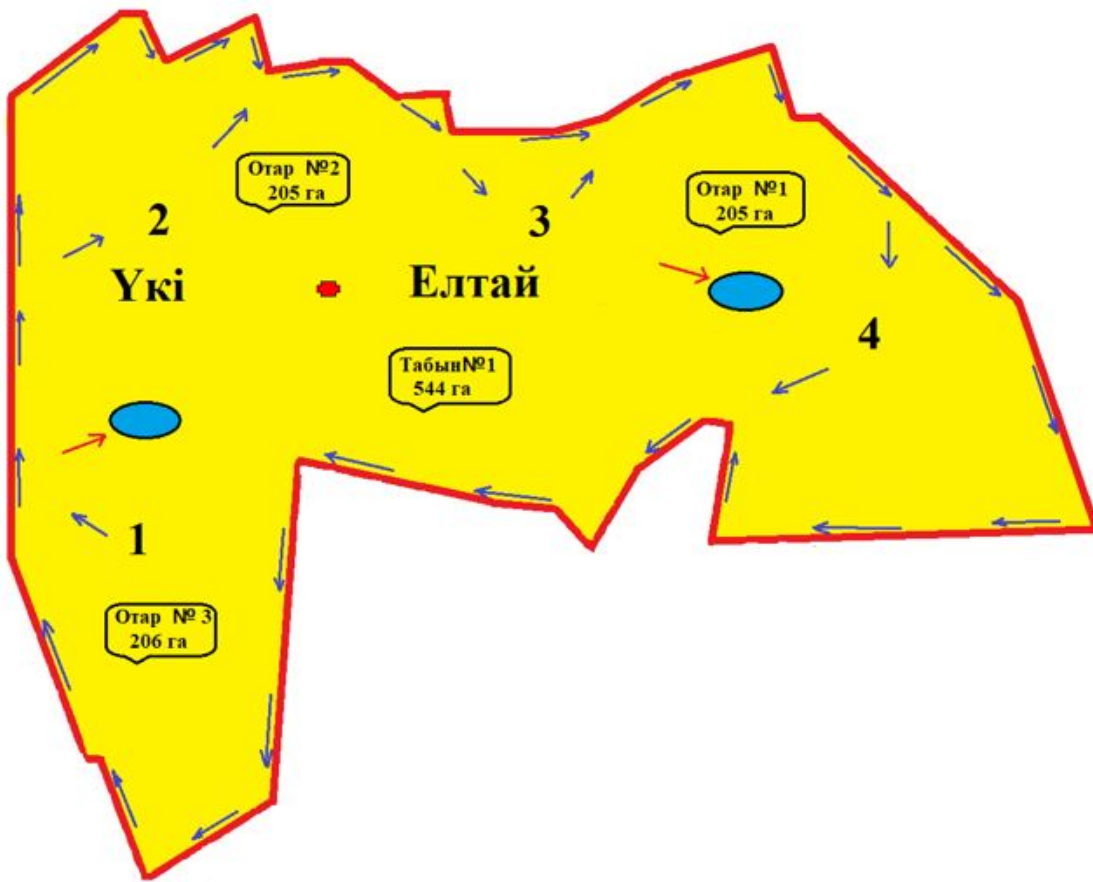 Отар №2
205 га
Отар №1
205 га
2
3
Үкі
Елтай
4
Табын№1
544 га
1
Отар № 3
206 га